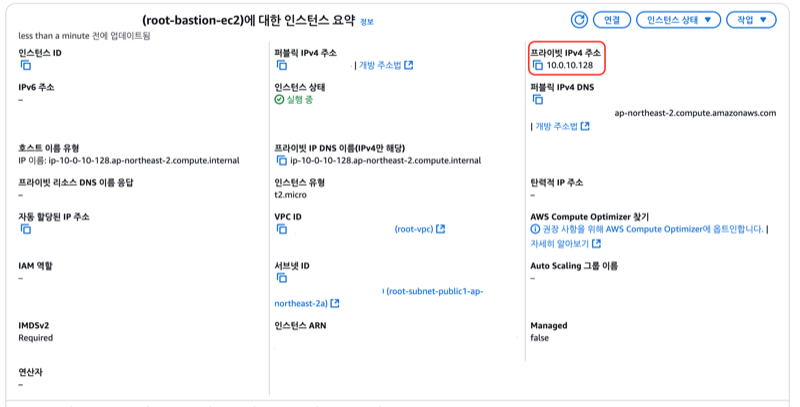 (root-bastion-ec2)에 대한 인스턴스 요약 정보
연결
인스턴스 상태 ▼
작업 ▼
less than a minute 전에 업데이트됨
인스턴스 ID
퍼블릭 IPv4 주소
| 개방 주소법
프라이빗 IPv4 주소
10.0.10.128
IPv6 주소
–
인스턴스 상태
실행 중
퍼블릭 IPv4 DNS
ap-northeast-2.compute.amazonaws.com
| 개방 주소법
호스트 이름 유형
IP 이름: ip-10-0-10-128.ap-northeast-2.compute.internal
프라이빗 IP DNS 이름(IPv4만 해당)
ip-10-0-10-128.ap-northeast-2.compute.internal
프라이빗 리소스 DNS 이름 응답
–
인스턴스 유형
t2.micro
탄력적 IP 주소
–
자동 할당된 IP 주소
VPC ID
(root-vpc)
AWS Compute Optimizer 찾기
권장 사항을 위해 AWS Compute Optimizer에 옵트인합니다. |
자세히 알아보기
IAM 역할
–
서브넷 ID
(root-subnet-public1-ap-
northeast-2a)
Auto Scaling 그룹 이름
–
IMDSv2
Required
인스턴스 ARN
Managed
false
연산자
–